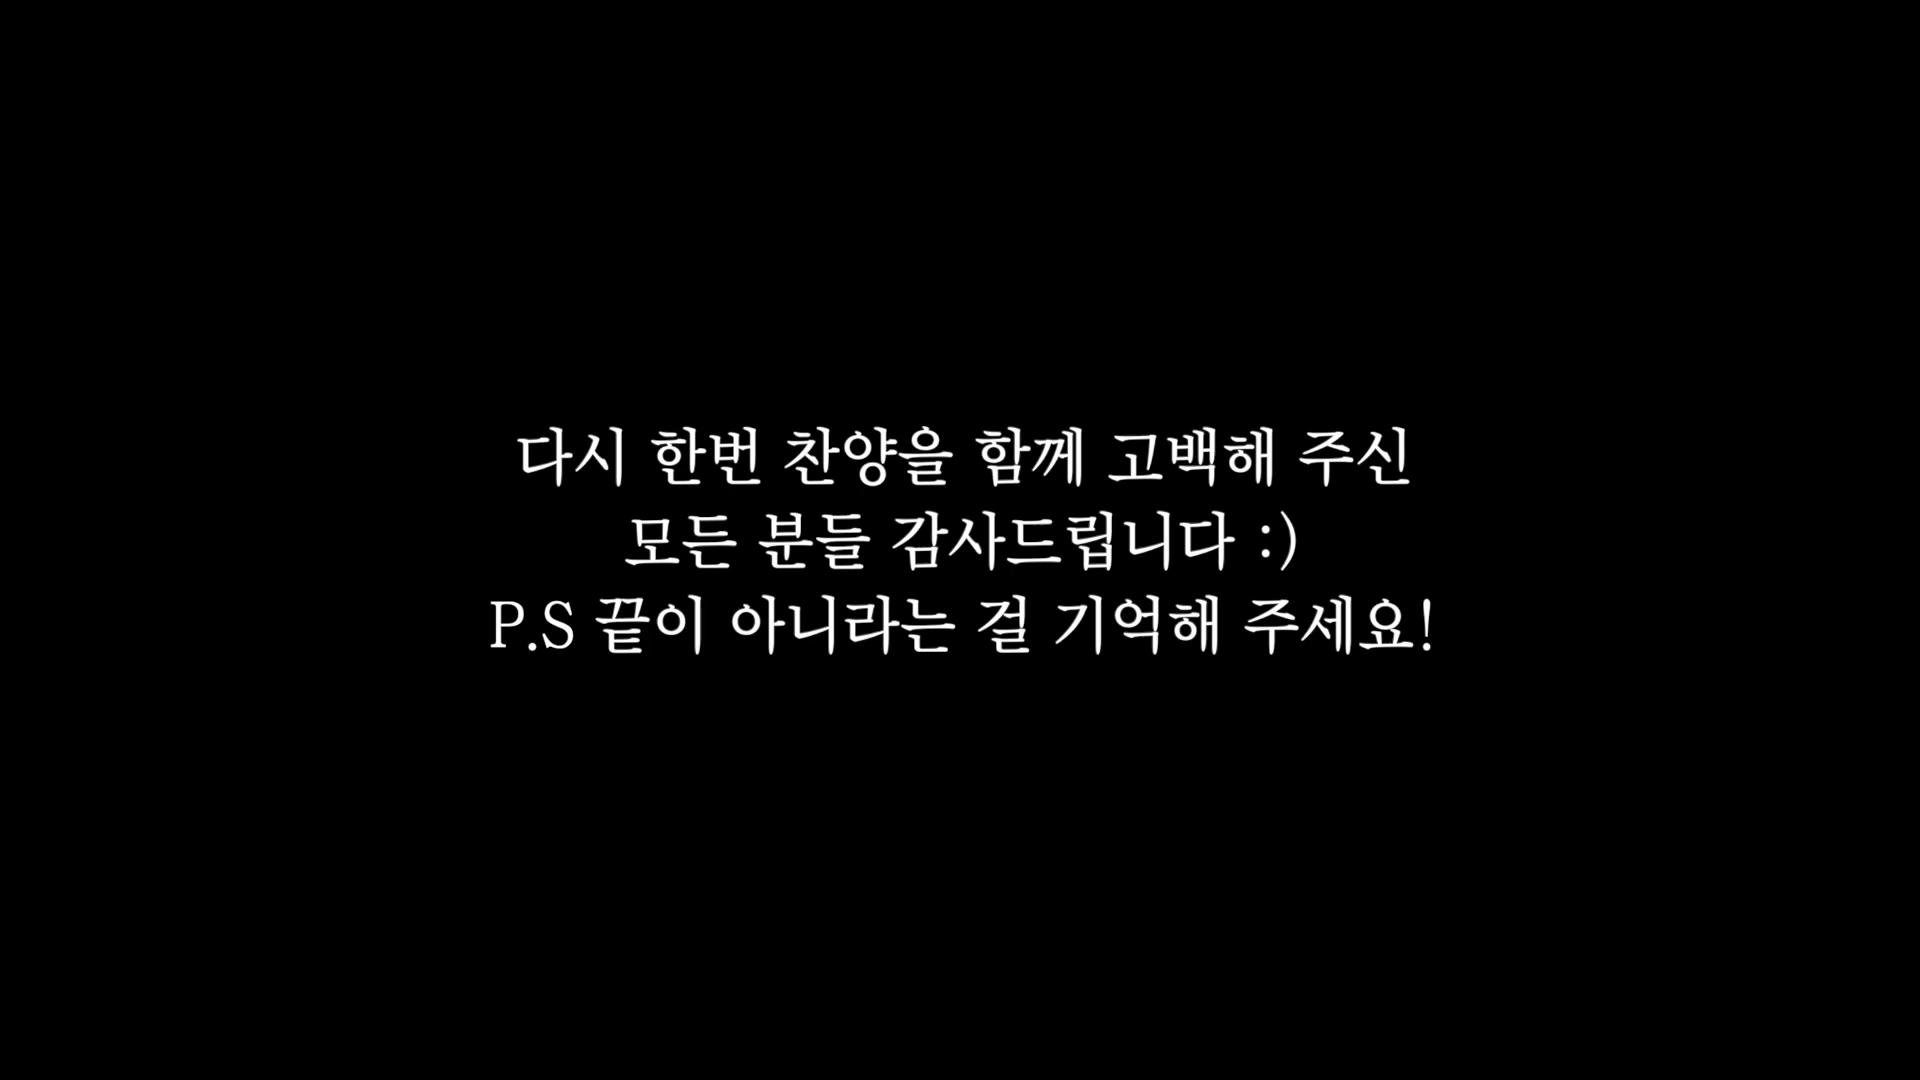 다시 한번 찬양을 함께 고백해 주신
모든 분들 감사드립니다 :)
P.S 끝이 아니라는 걸 기억해 주세요!